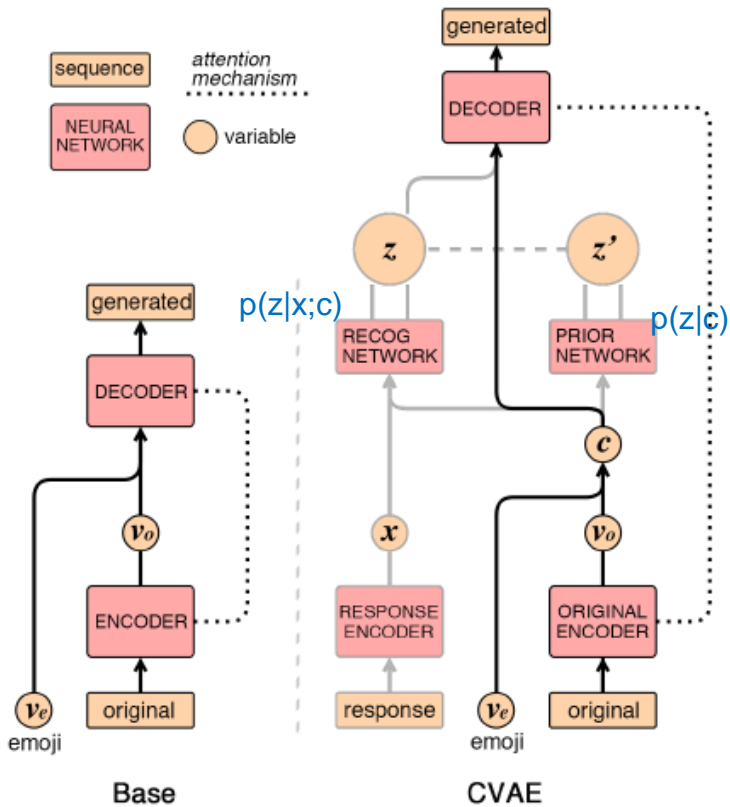 sequence
attention
mechanism
NEURAL
NETWORK
variable
generated
DECODER
z
z’
p(z|x;c)
p(z|c)
RECOG
NETWORK
PRIOR
NETWORK
generated
DECODER
c
vo
x
vo
ENCODER
RESPONSE
ENCODER
ORIGINAL
ENCODER
ve
original
response
ve
original
emoji
emoji
Base
CVAE